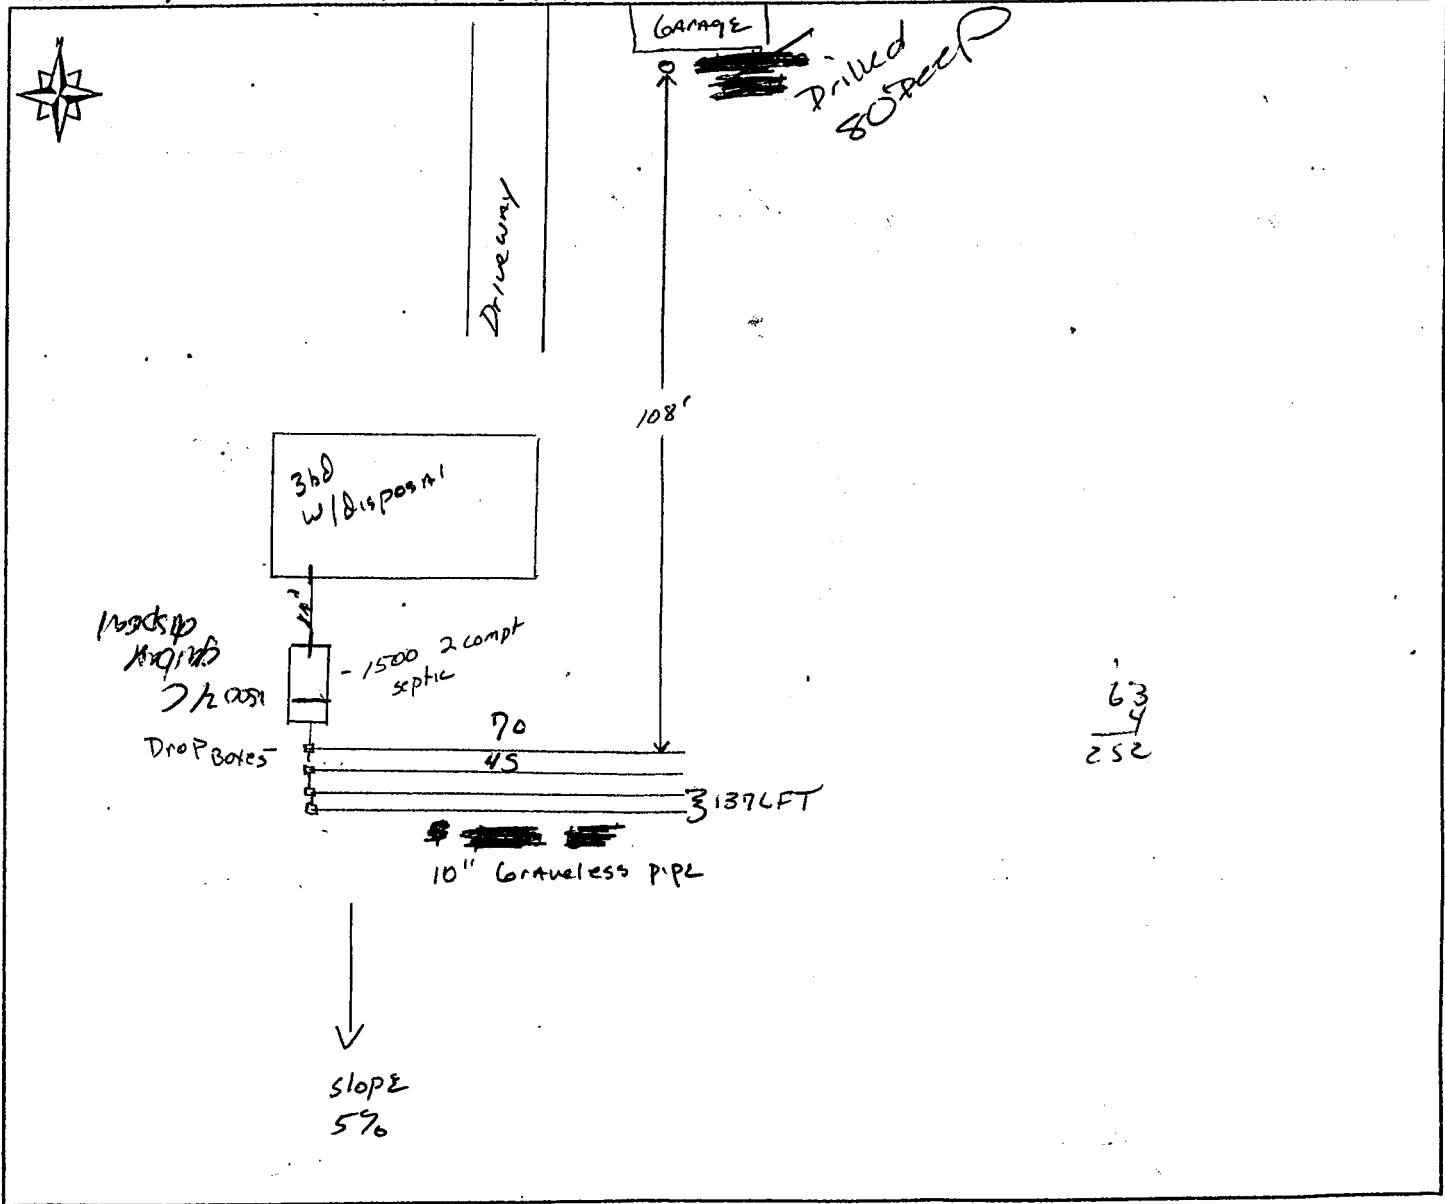 N
GARAGE
Drilled
80' Deep
Driveway
108'
3bd
w/disposal
- 1500 2 compt
septic
Drop Boxes
70
45
137 LFT
10" Graveless pipe
slope
5%
63
4
252